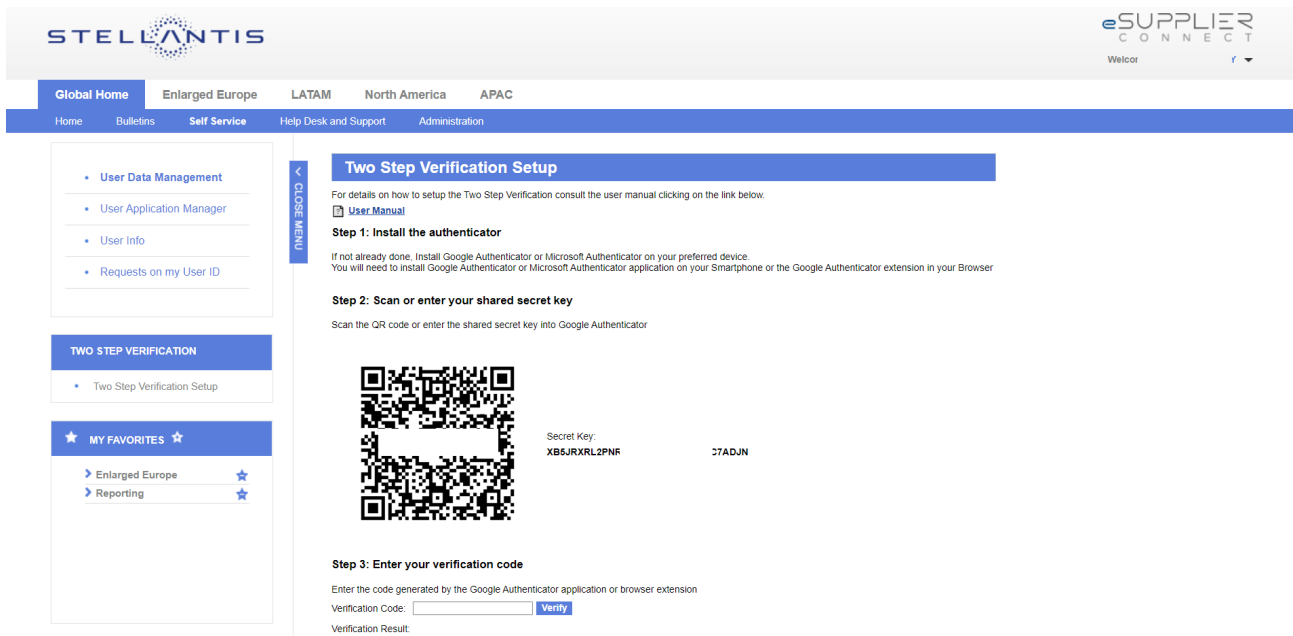 STELLANTIS
eSUPPLIER
CONNECT
Welcor
Global Home Enlarged Europe LATAM North America APAC
Home Bulletins Self Service Help Desk and Support Administration
User Data Management
User Application Manager
User Info
Requests on my User ID
TWO STEP VERIFICATION
Two Step Verification Setup
MY FAVORITES
Enlarged Europe
Reporting
CLOSE MENU
Two Step Verification Setup
For details on how to setup the Two Step Verification consult the user manual clicking on the link below.
User Manual
Step 1: Install the authenticator
If not already done, Install Google Authenticator or Microsoft Authenticator on your preferred device.
You will need to install Google Authenticator or Microsoft Authenticator application on your Smartphone or the Google Authenticator extension in your Browser
Step 2: Scan or enter your shared secret key
Scan the QR code or enter the shared secret key into Google Authenticator
Secret Key:
XB5JRXRL2PNR 7ADJN
Step 3: Enter your verification code
Enter the code generated by the Google Authenticator application or browser extension
Verification Code: Verify
Verification Result: